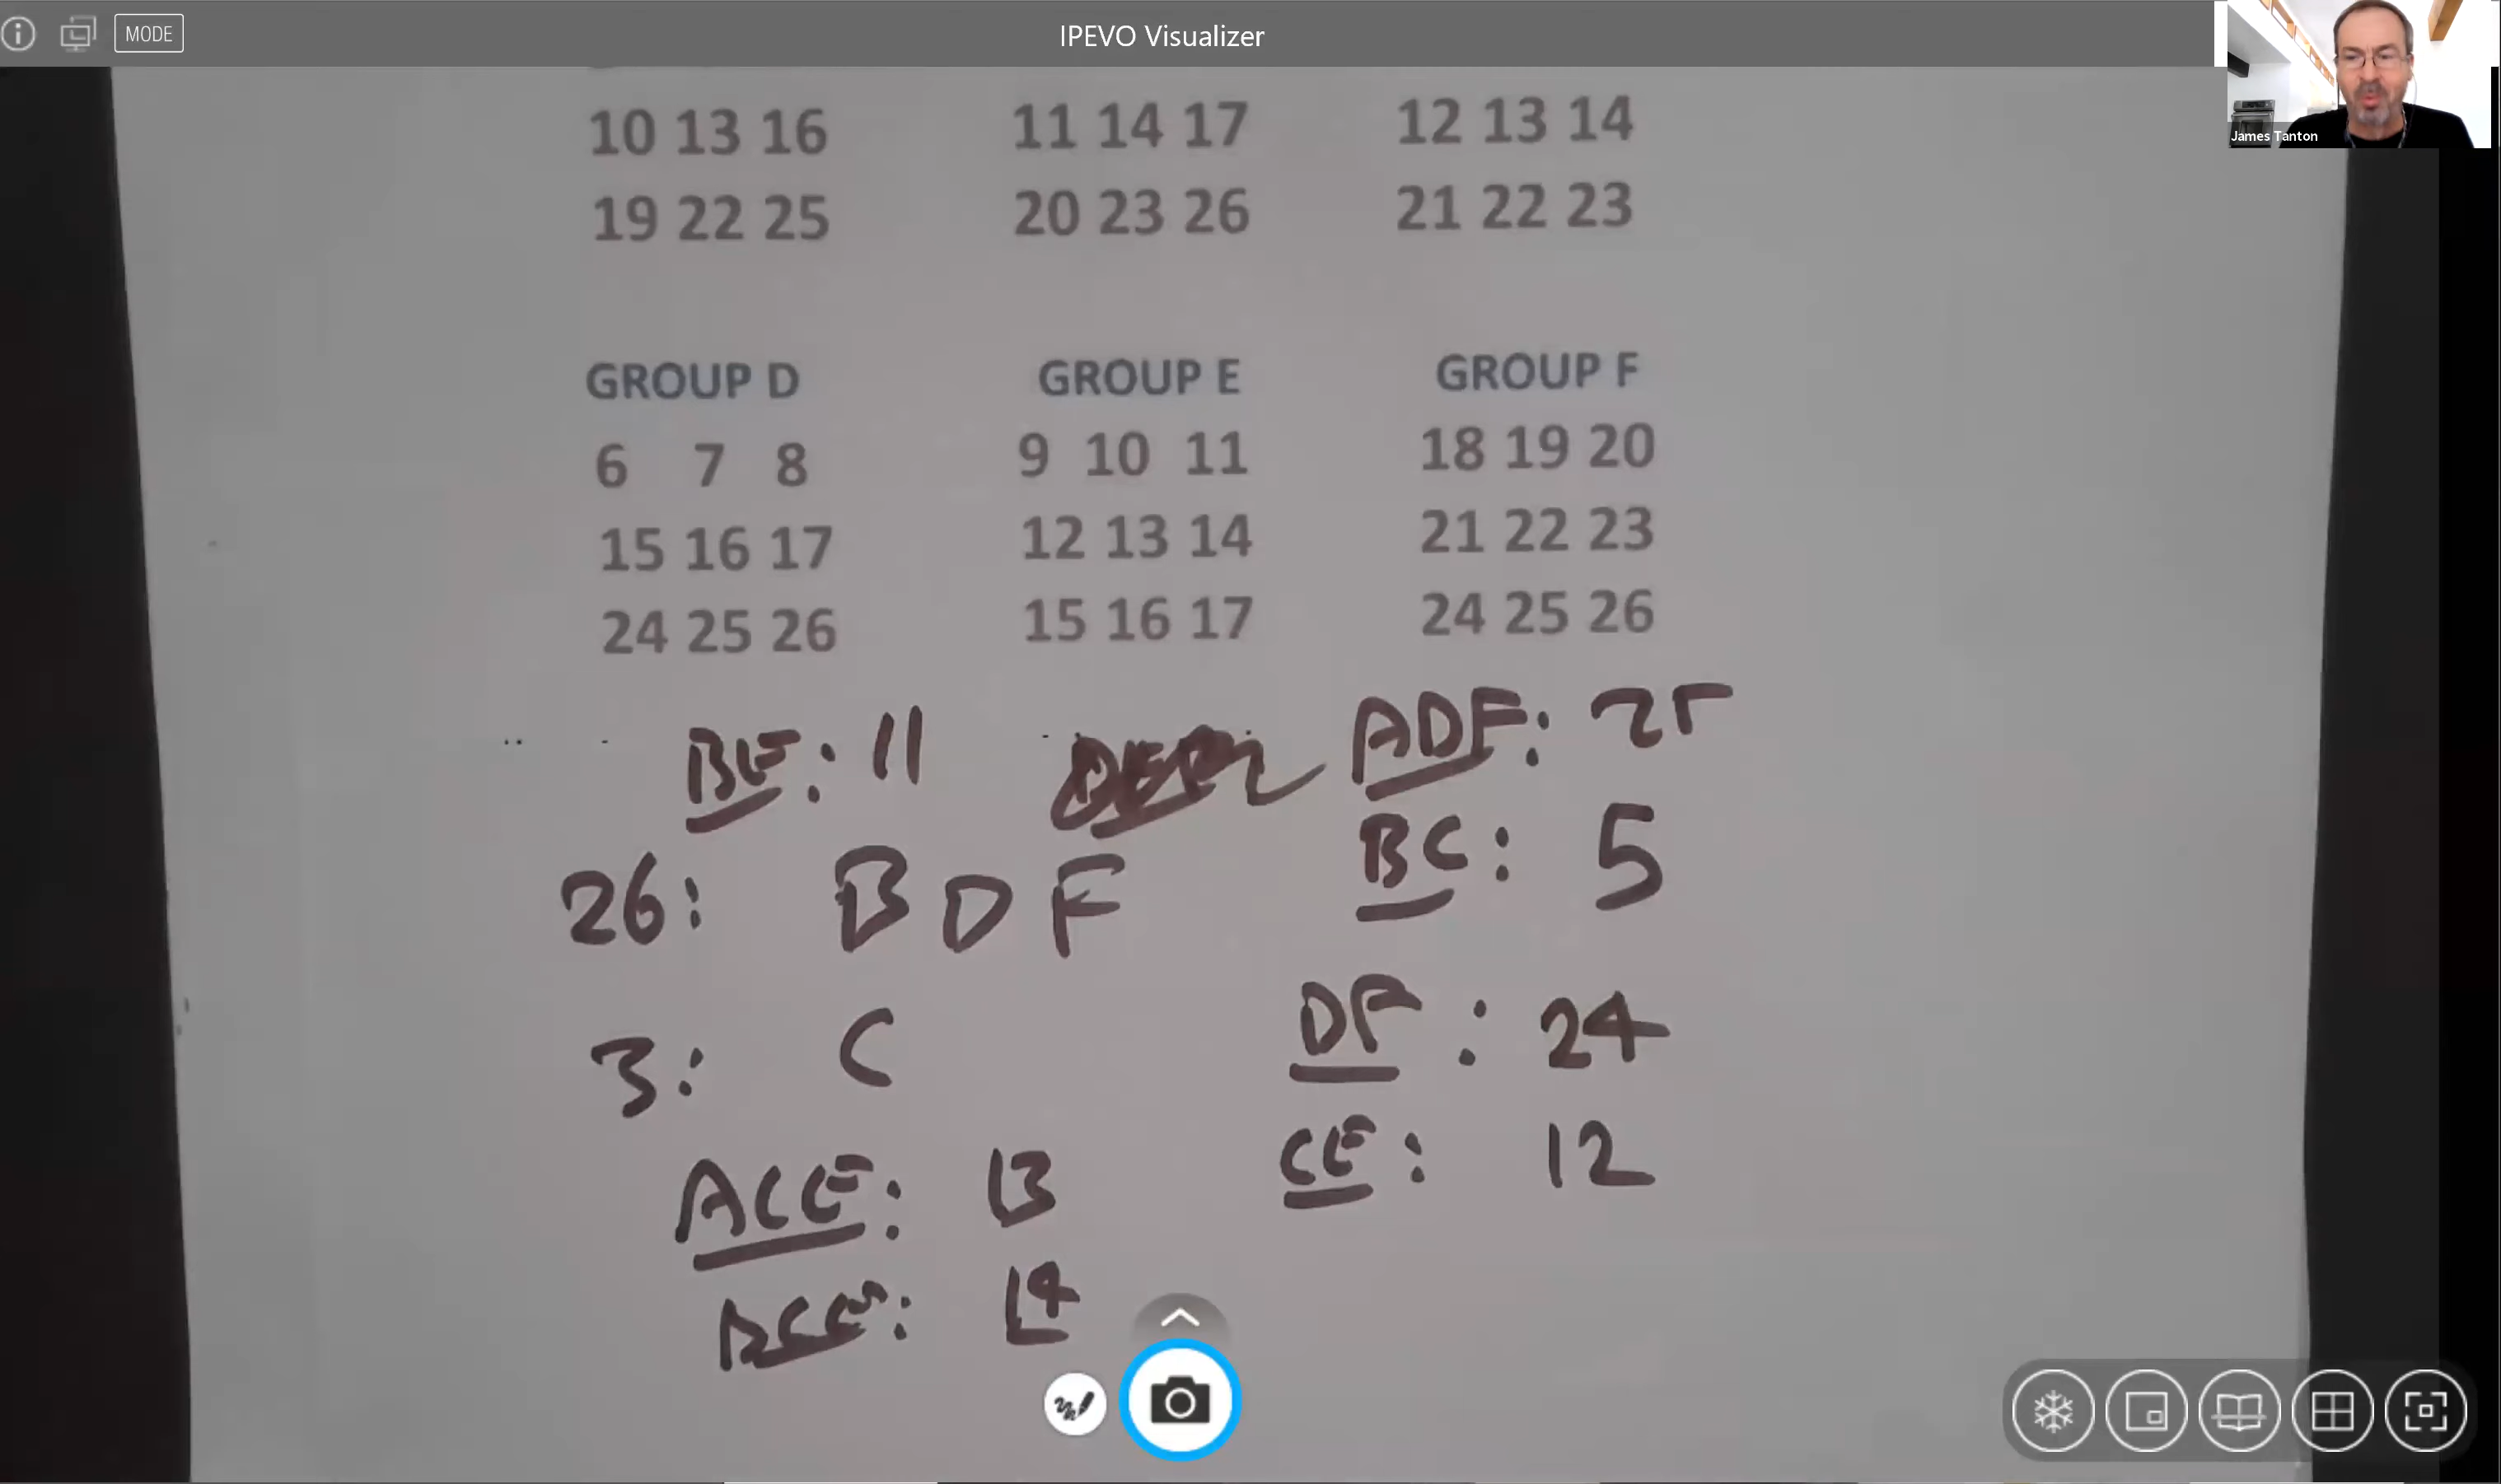 MODE
IPEVO Visualizer
James Tanton
10 13 16 11 14 17 12 13 14
19 22 25 20 23 26 21 22 23
GROUP D GROUP E GROUP F
6 7 8 9 10 11 18 19 20
15 16 17 12 13 14 21 22 23
24 25 26 15 16 17 24 25 26
BE: 11 ADF: 25
26: B D F BC: 5
3: C DF: 24
ACE: 13 CE: 12
BCE: 14